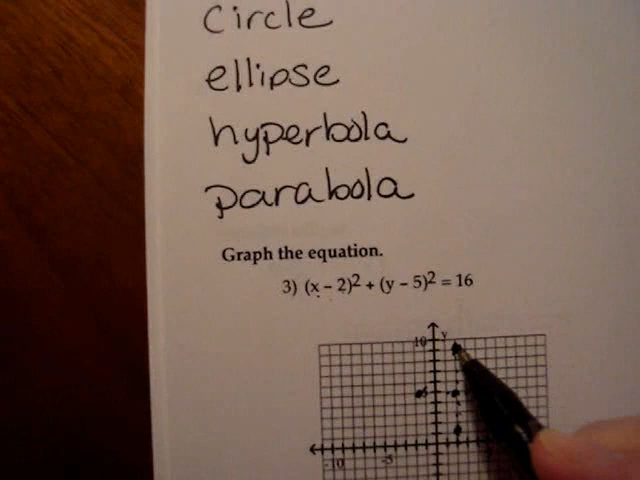 circle
ellipse
hyperbola
parabola
Graph the equation.
3) (x – 2)2 + (y – 5)2 = 16
y
10
-10 -5 x